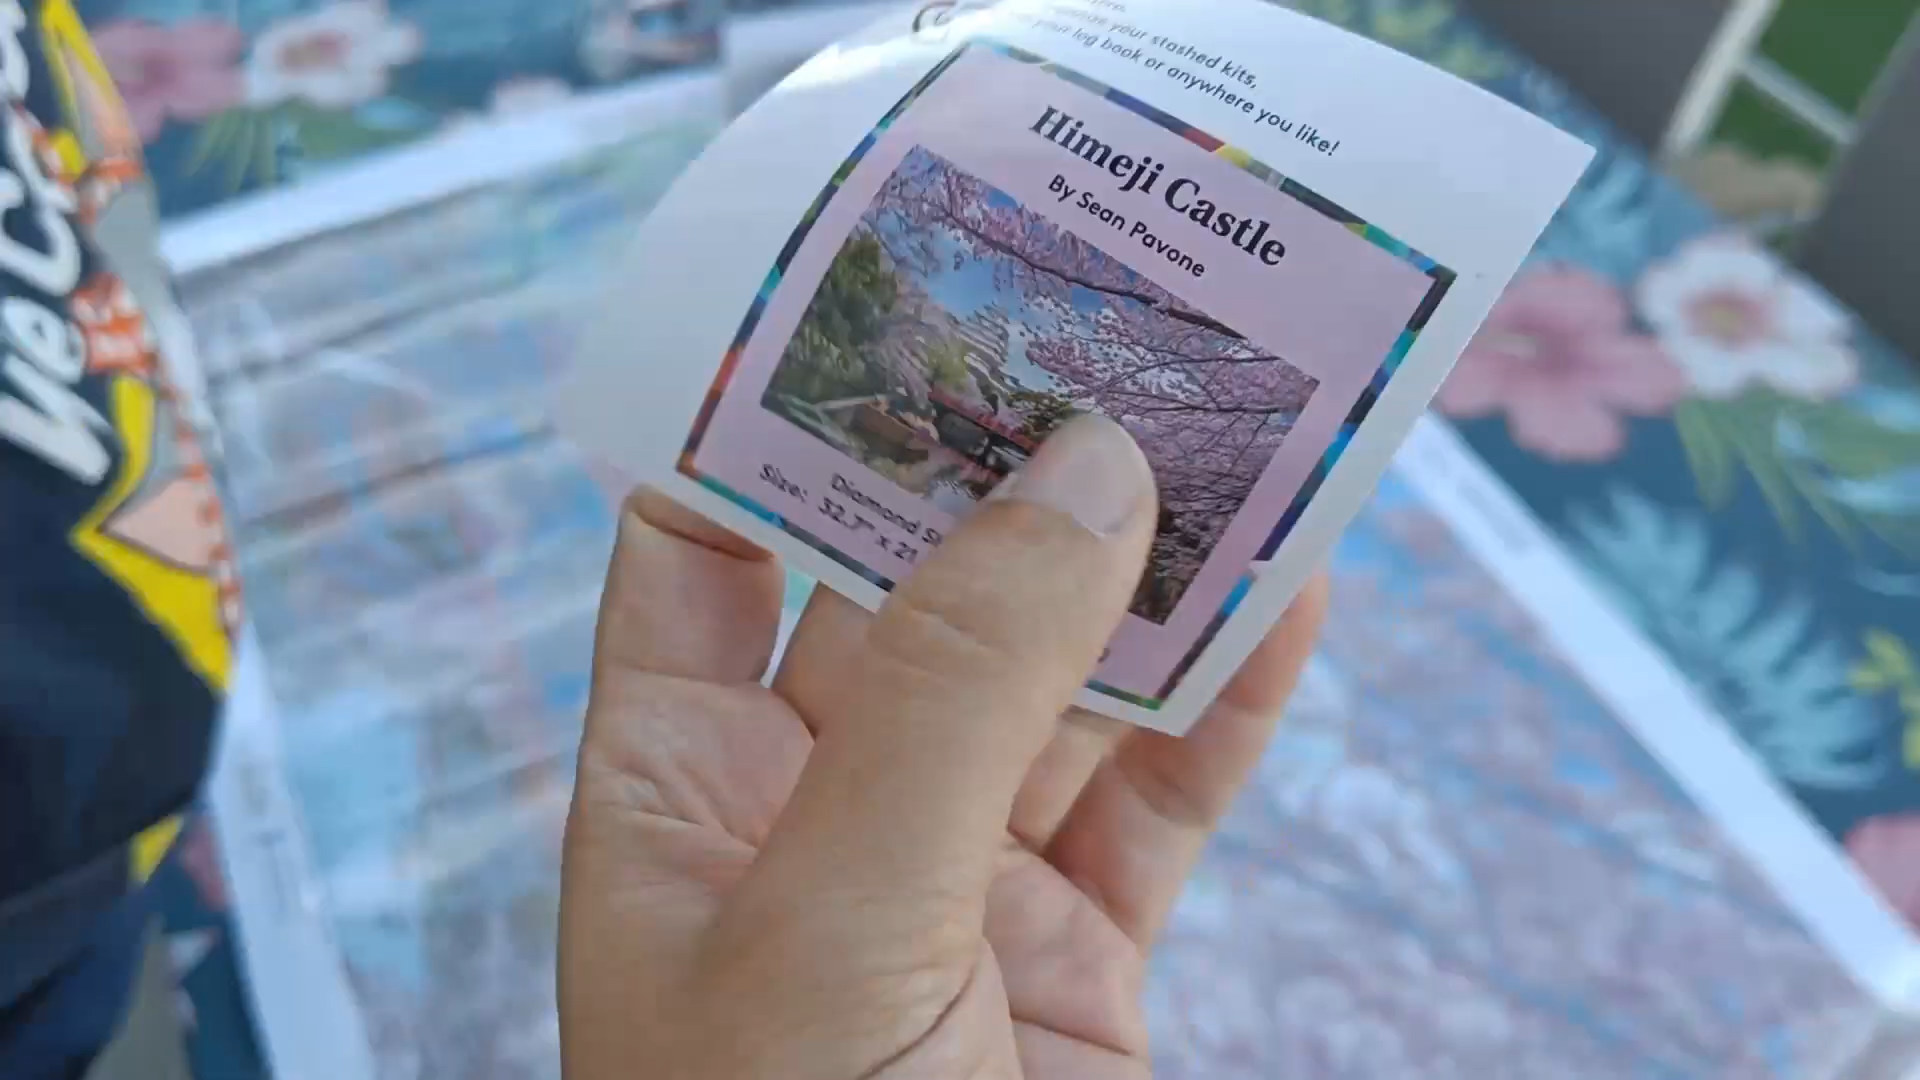 your stashed kits,
your log book or anywhere you like!
Himeji Castle
By Sean Pavone
Diamond
Size: 32.7" x 21